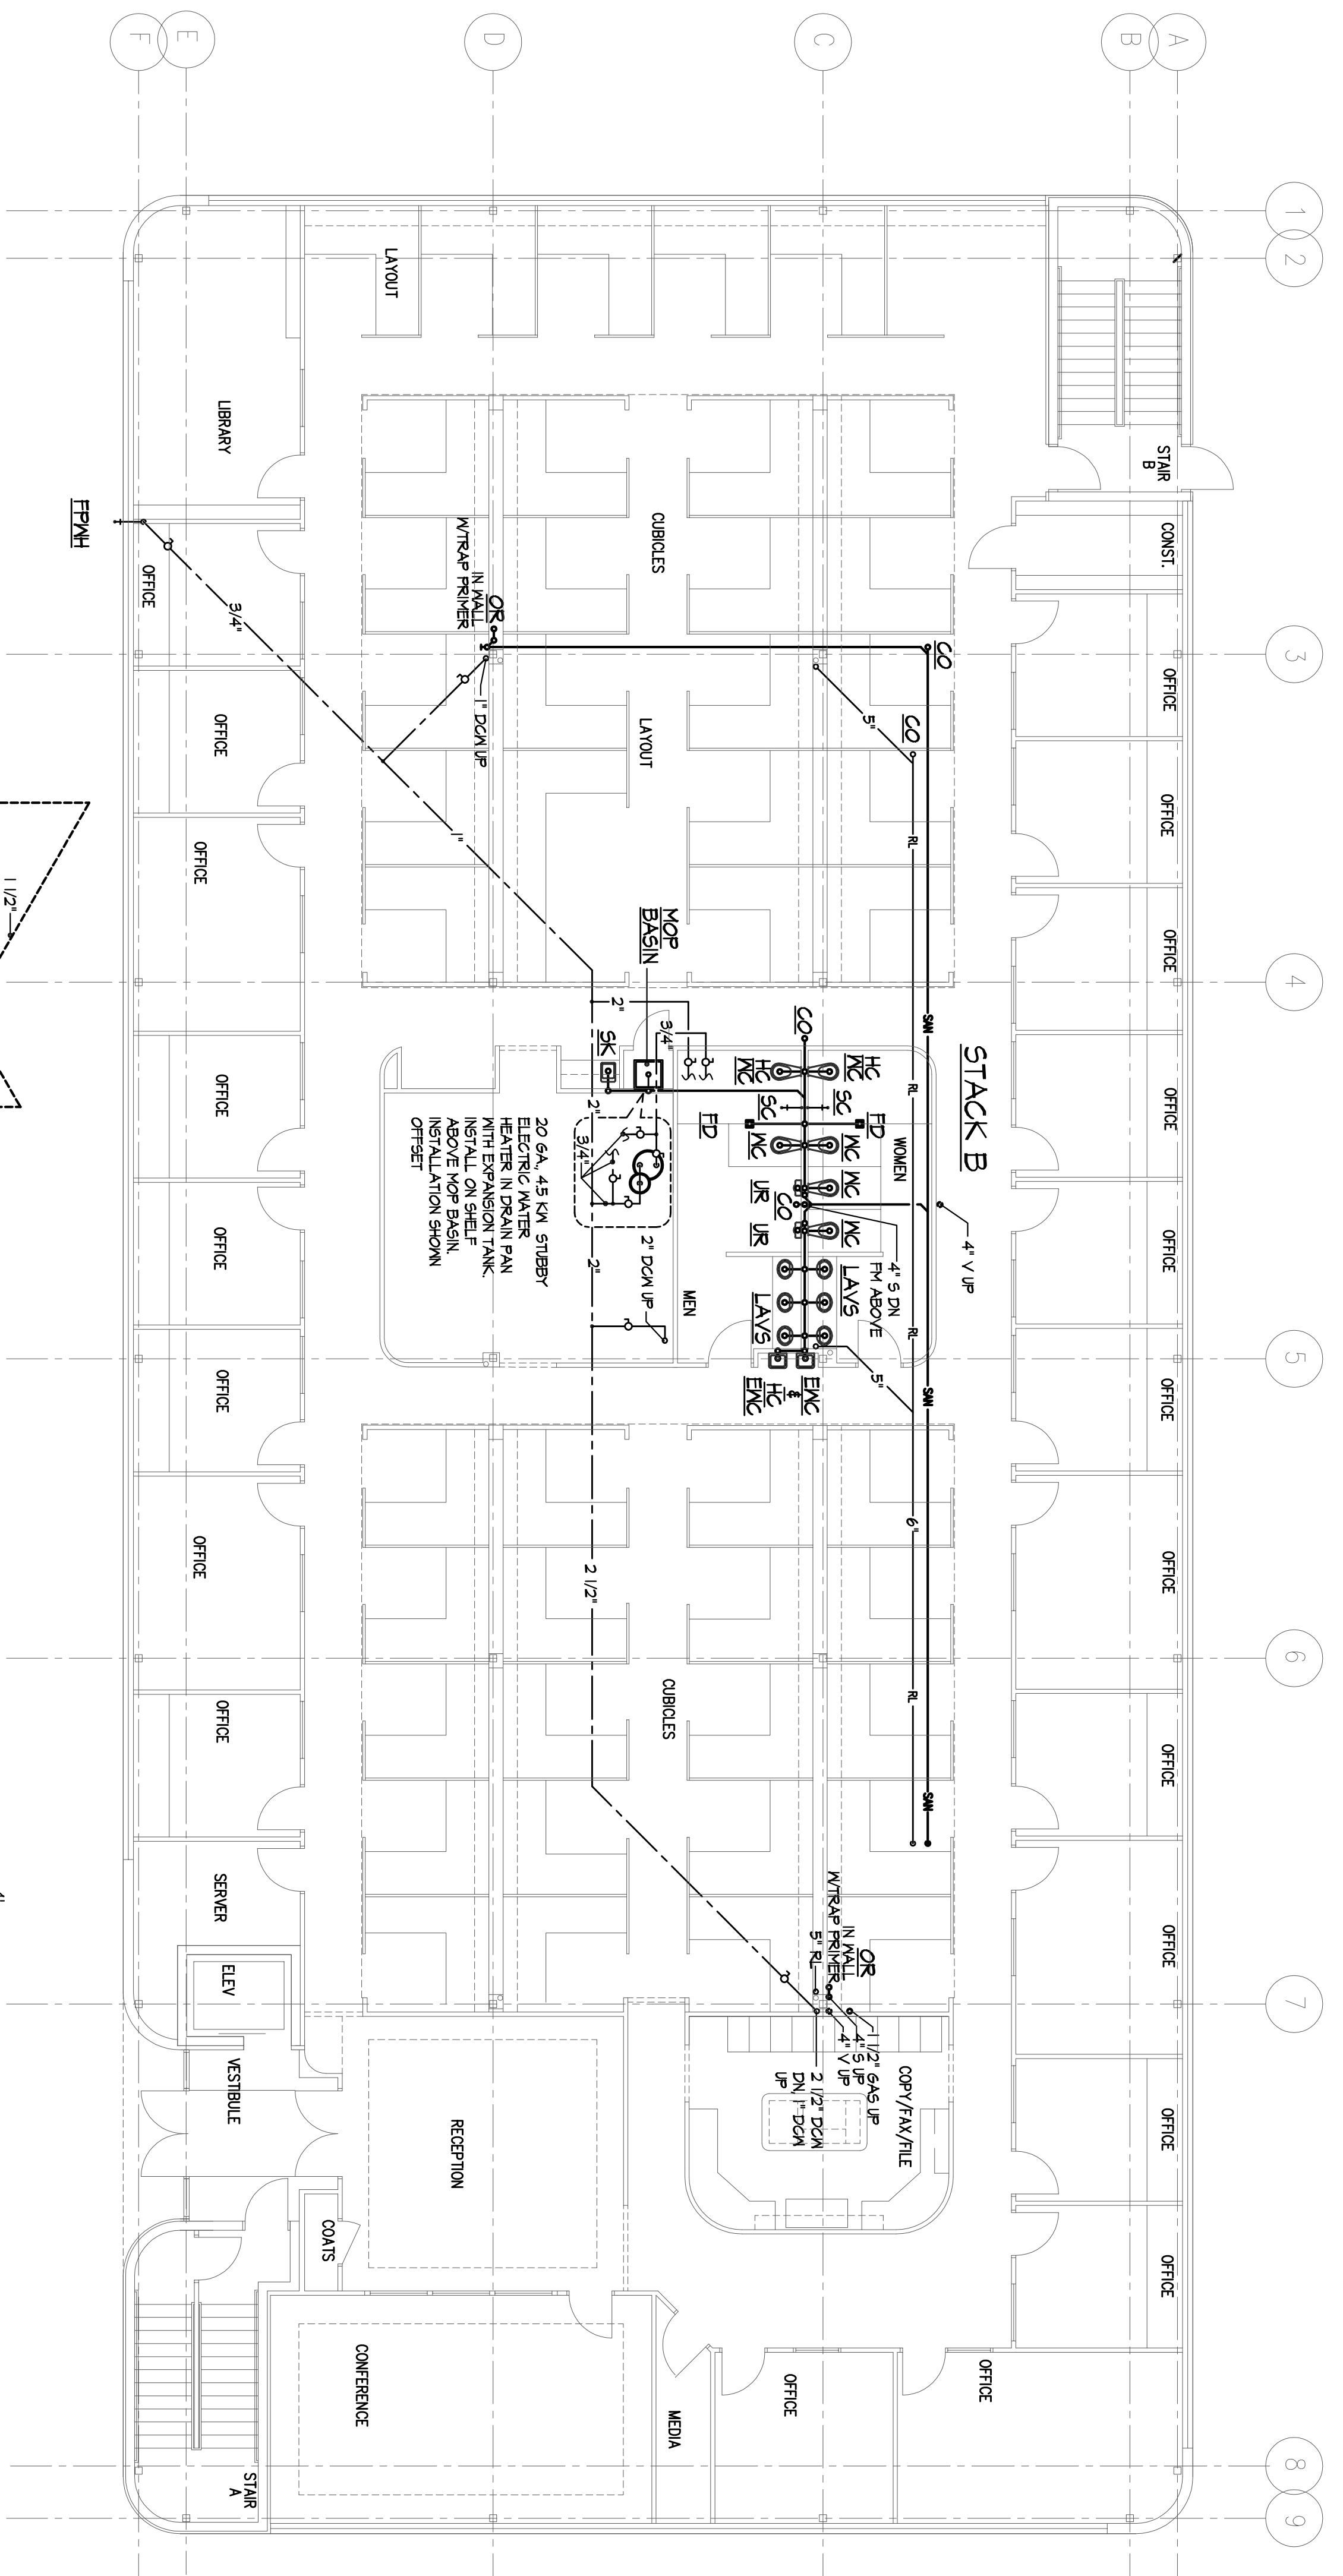 F
E
D
C
B
A
1
2
3
4
5
6
7
8
9
STAIR
B
CONST.
OFFICE
OFFICE
OFFICE
OFFICE
OFFICE
OFFICE
OFFICE
OFFICE
OFFICE
OFFICE
OFFICE
STACK B
4" V UP
CO
CO
SAN
SAN
SAN
RL
RL
RL
RL
5"
5"
6"
LAYOUT
CUBICLES
LAYOUT
CUBICLES
OR
IN WALL
W/TRAP PRIMER
1" DCW UP
MOP
BASIN
2"
3/4"
SK
CO
HC
WC
HC
WC
SC
SC
FD
FD
WC
WC
WC
WC
WOMEN
UR
CO
UR
4" S DN
FM ABOVE
LAVS
LAVS
EWC
&
HC
EWC
MEN
2" DCW UP
2"
3/4"
2"
20 GA., 4.5 KW STUBBY
ELECTRIC WATER
HEATER IN DRAIN PAN
WITH EXPANSION TANK.
INSTALL ON SHELF
ABOVE MOP BASIN.
INSTALLATION SHOWN
OFFSET
2 1/2"
1"
3/4"
FPWH
LIBRARY
OFFICE
OFFICE
OFFICE
OFFICE
OFFICE
OFFICE
OFFICE
OFFICE
SERVER
ELEV
VESTIBULE
COATS
RECEPTION
CONFERENCE
STAIR
A
MEDIA
OFFICE
OFFICE
COPY/FAX/FILE
OR
IN WALL
W/TRAP PRIMER
5" RL
1 1/2" GAS UP
4" S UP
4" V UP
2 1/2" DCW
DN, 1" DCW
UP
1 1/2"